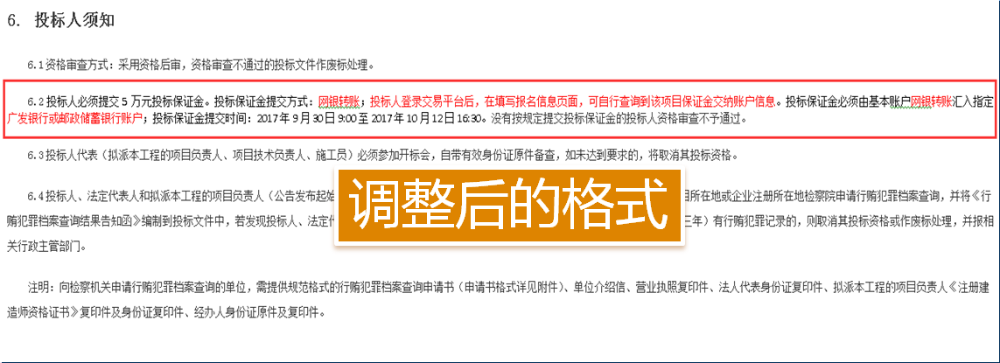 6. 投标人须知
6.1 资格审查方式：采用资格后审，资格审查不通过的投标文件作废标处理。
6.2 投标人必须提交 5 万元投标保证金。投标保证金提交方式：网银转账；投标人登录交易平台后，在填写报名信息页面，可自行查询到该项目保证金交纳账户信息。投标保证金必须由基本账户网银转账汇入指定
广发银行或邮政储蓄银行账户；投标保证金提交时间：2017 年 9 月 30 日 9:00 至 2017 年 10 月 12 日 16:30。没有按规定提交投标保证金的投标人资格审查不予通过。
6.3 投标人代表（拟派本工程的项目负责人、项目技术负责人、施工员）必须参加开标会，自带有效身份证原件备查，如未达到要求的，将取消其投标资格。
6.4 投标人、法定代表人和拟派本工程的项目负责人（公告发布起始 所在地或企业注册所在地检察院申请行贿犯罪档案查询，并将《行
调整后的格式
贿犯罪档案查询结果告知函》编制到投标文件中，若发现投标人、法定代 三年）有行贿犯罪记录的，则取消其投标资格或作废标处理，并报相
关行政主管部门。
注明：向检察机关申请行贿犯罪档案查询的单位，需提供规范格式的行贿犯罪档案查询申请书（申请书格式详见附件）、单位介绍信、营业执照复印件、法人代表身份证复印件、拟派本工程的项目负责人《注册建
造师资格证书》复印件及身份证复印件、经办人身份证原件及复印件。